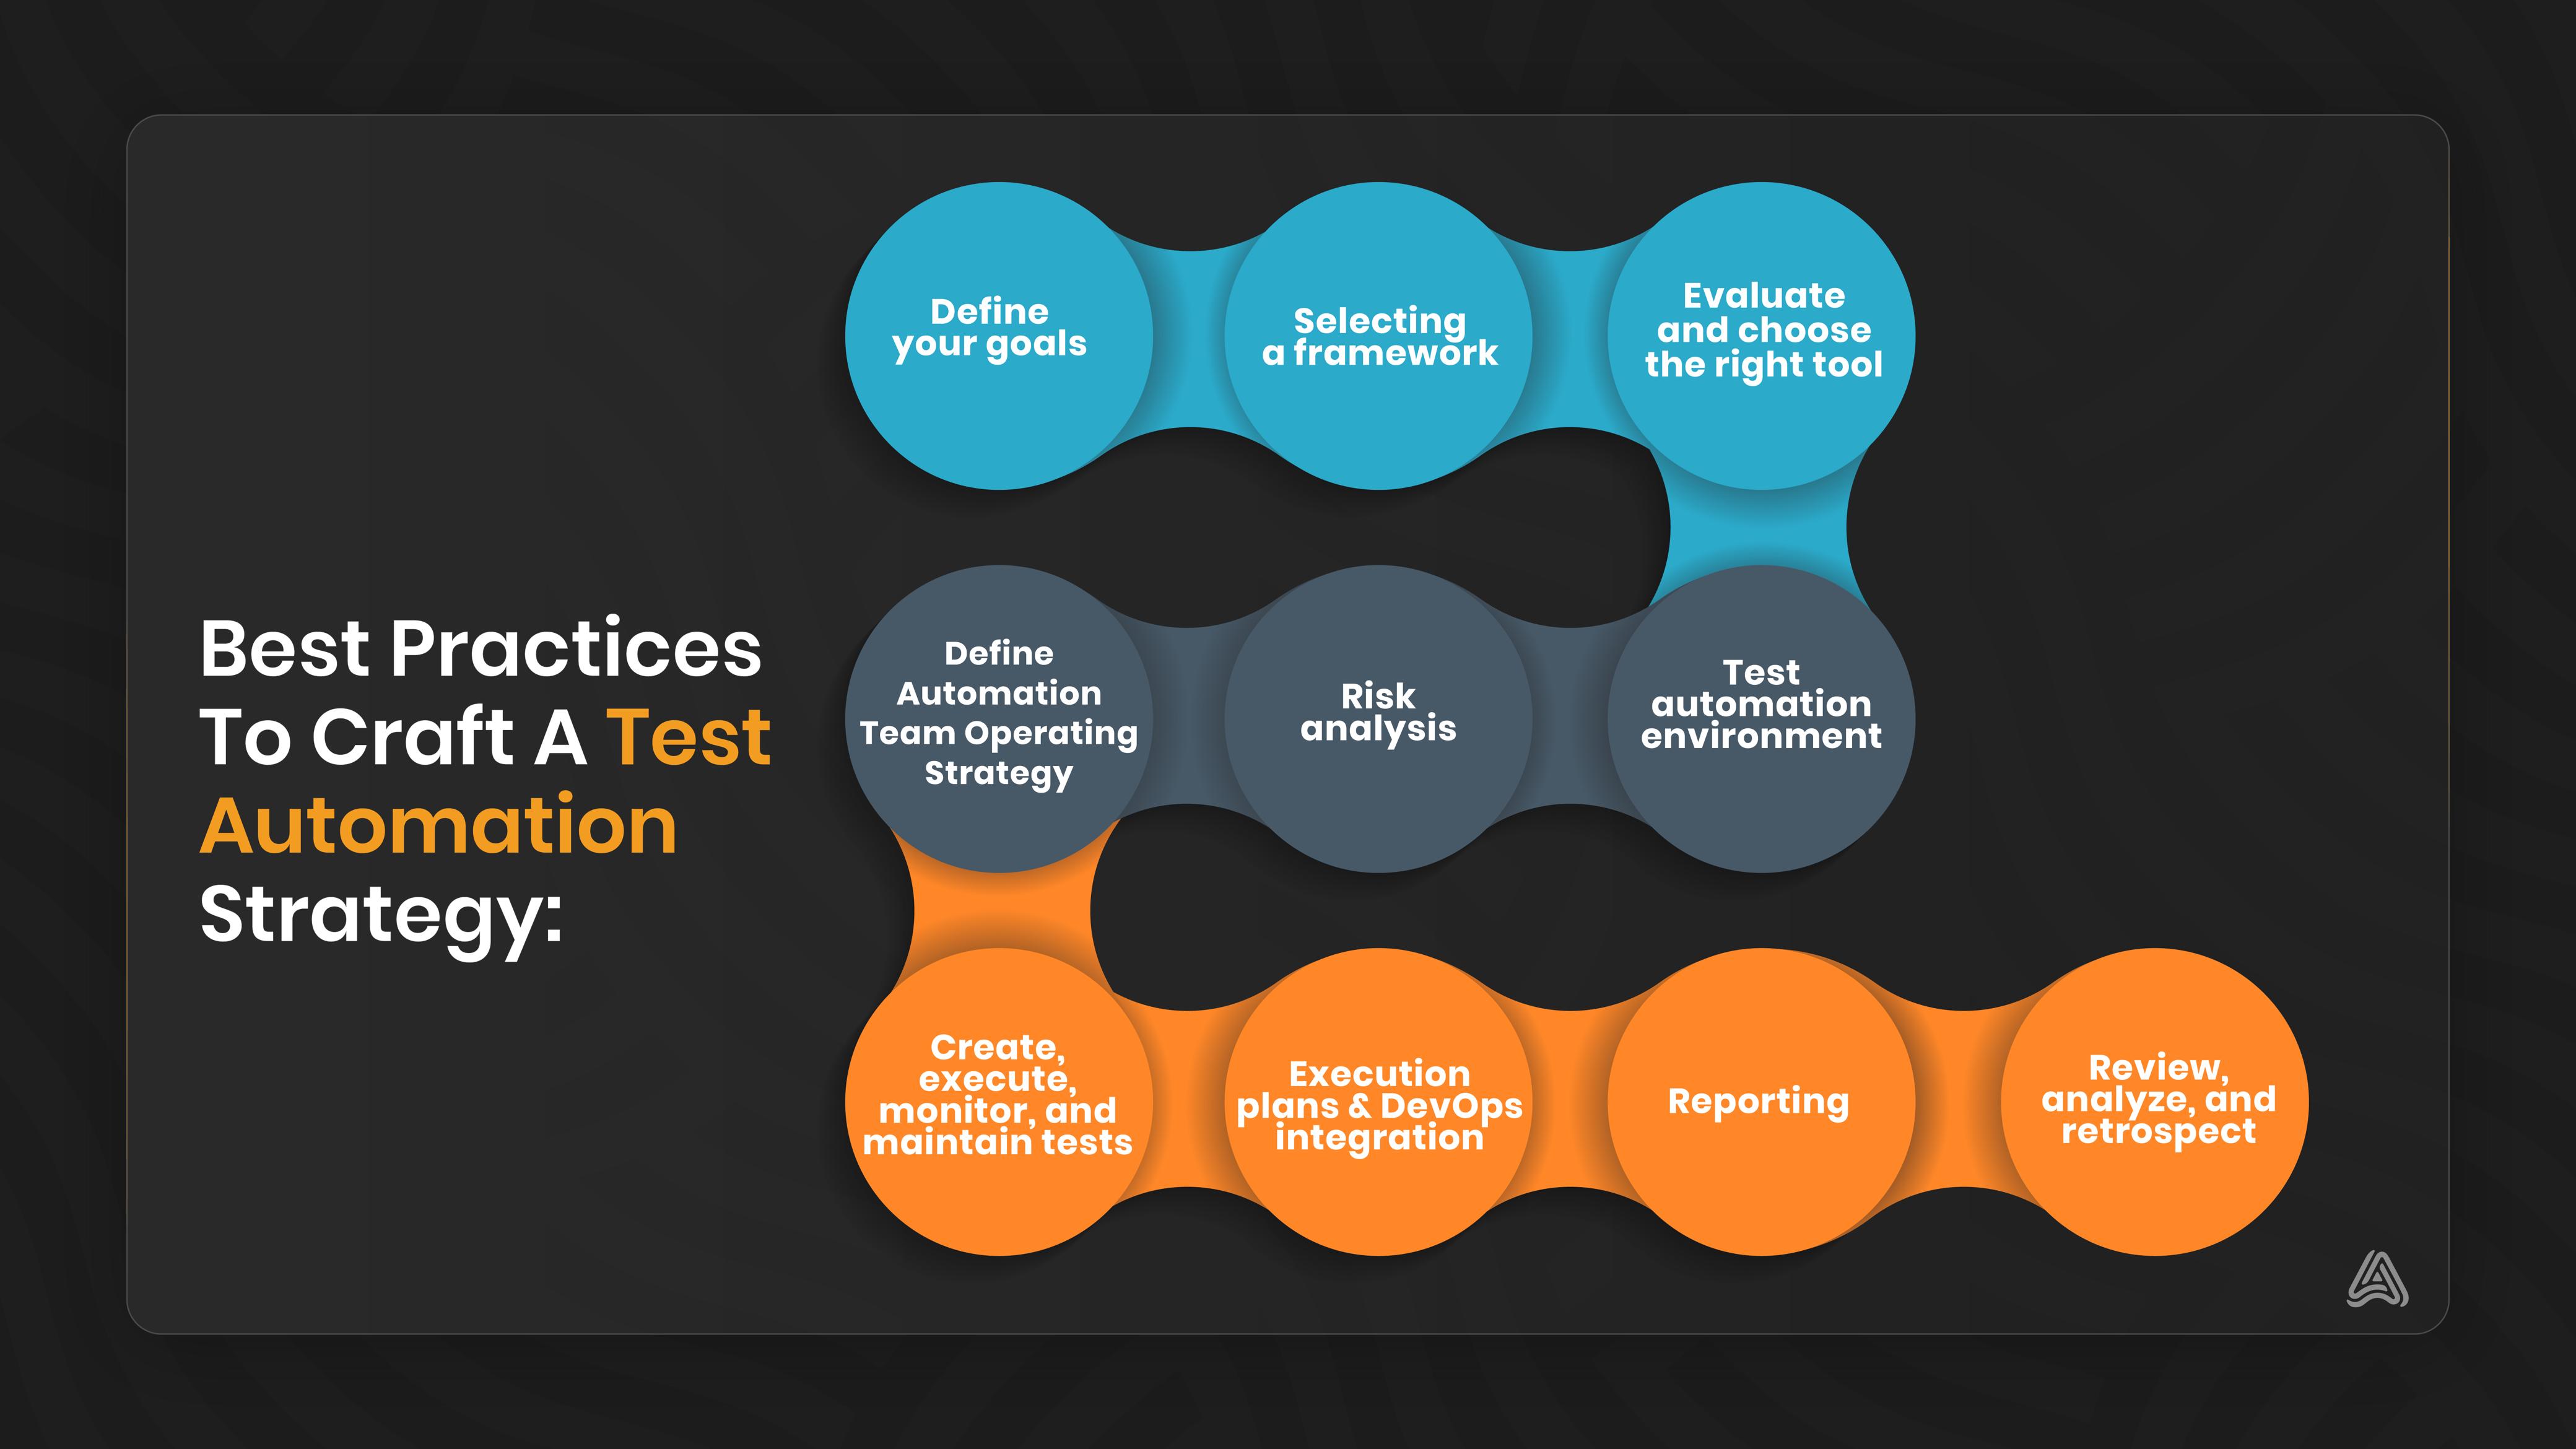 Best Practices
To Craft A Test
Automation
Strategy:
Define
your goals
Selecting
a framework
Evaluate
and choose
the right tool
Define
Automation
Team Operating
Strategy
Risk
analysis
Test
automation
environment
Create,
execute,
monitor, and
maintain tests
Execution
plans & DevOps
integration
Reporting
Review,
analyze, and
retrospect